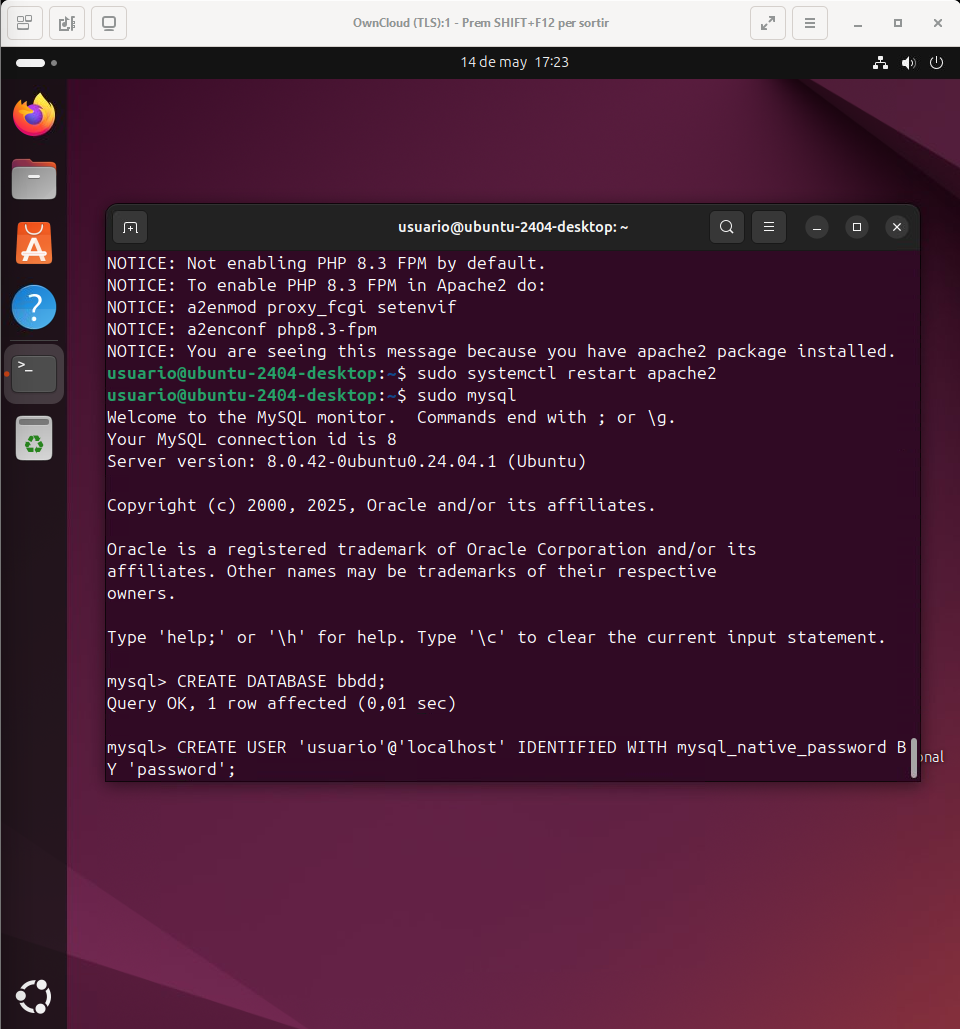 OwnCloud (TLS):1 - Prem SHIFT+F12 per sortir
14 de may 17:23
usuario@ubuntu-2404-desktop: ~
NOTICE: Not enabling PHP 8.3 FPM by default.
NOTICE: To enable PHP 8.3 FPM in Apache2 do:
NOTICE: a2enmod proxy_fcgi setenvif
NOTICE: a2enconf php8.3-fpm
NOTICE: You are seeing this message because you have apache2 package installed.
usuario@ubuntu-2404-desktop:~$ sudo systemctl restart apache2
usuario@ubuntu-2404-desktop:~$ sudo mysql
Welcome to the MySQL monitor.  Commands end with ; or \g.
Your MySQL connection id is 8
Server version: 8.0.42-0ubuntu0.24.04.1 (Ubuntu)
Copyright (c) 2000, 2025, Oracle and/or its affiliates.
Oracle is a registered trademark of Oracle Corporation and/or its
affiliates. Other names may be trademarks of their respective
owners.
Type 'help;' or '\h' for help. Type '\c' to clear the current input statement.
mysql> CREATE DATABASE bbdd;
Query OK, 1 row affected (0,01 sec)
mysql> CREATE USER 'usuario'@'localhost' IDENTIFIED WITH mysql_native_password B
Y 'password';